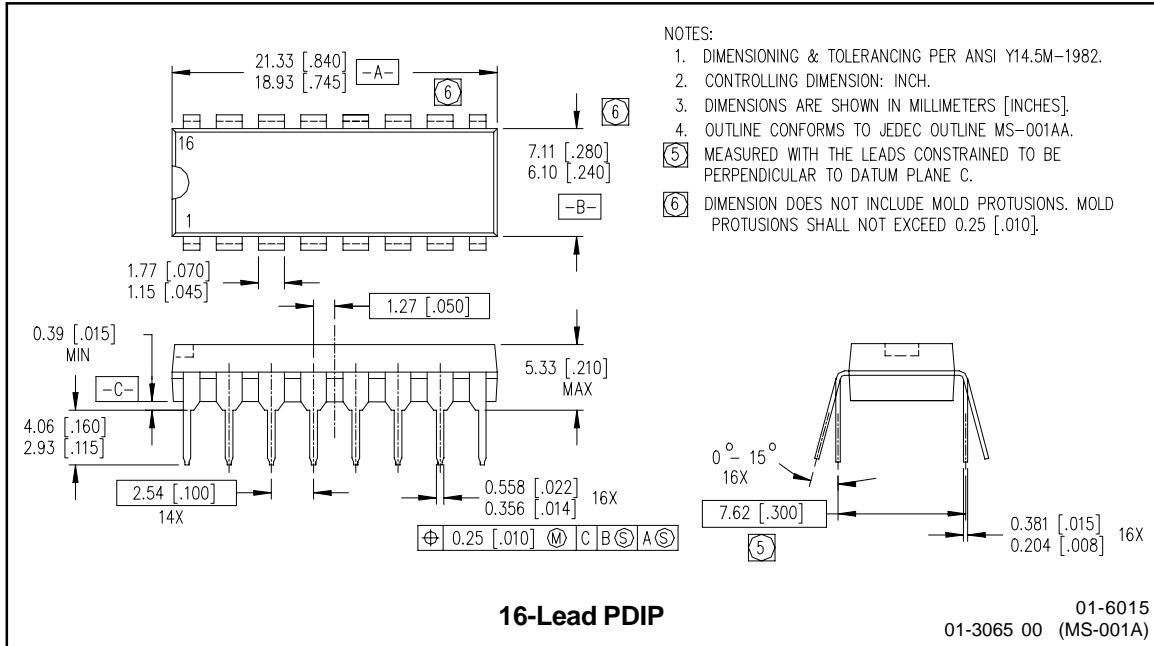 21.33 [.840]
18.93 [.745]
-A-
6
6
16
1
7.11 [.280]
6.10 [.240]
-B-
NOTES:
1. DIMENSIONING & TOLERANCING PER ANSI Y14.5M-1982.
2. CONTROLLING DIMENSION: INCH.
3. DIMENSIONS ARE SHOWN IN MILLIMETERS [INCHES].
4. OUTLINE CONFORMS TO JEDEC OUTLINE MS-001AA.
5 MEASURED WITH THE LEADS CONSTRAINED TO BE
PERPENDICULAR TO DATUM PLANE C.
6 DIMENSION DOES NOT INCLUDE MOLD PROTUSIONS. MOLD
PROTUSIONS SHALL NOT EXCEED 0.25 [.010].
1.77 [.070]
1.15 [.045]
1.27 [.050]
0.39 [.015]
MIN
-C-
4.06 [.160]
2.93 [.115]
5.33 [.210]
MAX
2.54 [.100]
14X
0.558 [.022]
0.356 [.014]
16X
⌖ 0.25 [.010] Ⓜ C B Ⓢ A Ⓢ
0° - 15°
16X
7.62 [.300]
5
0.381 [.015]
0.204 [.008]
16X
16-Lead PDIP
01-6015
01-3065 00 (MS-001A)